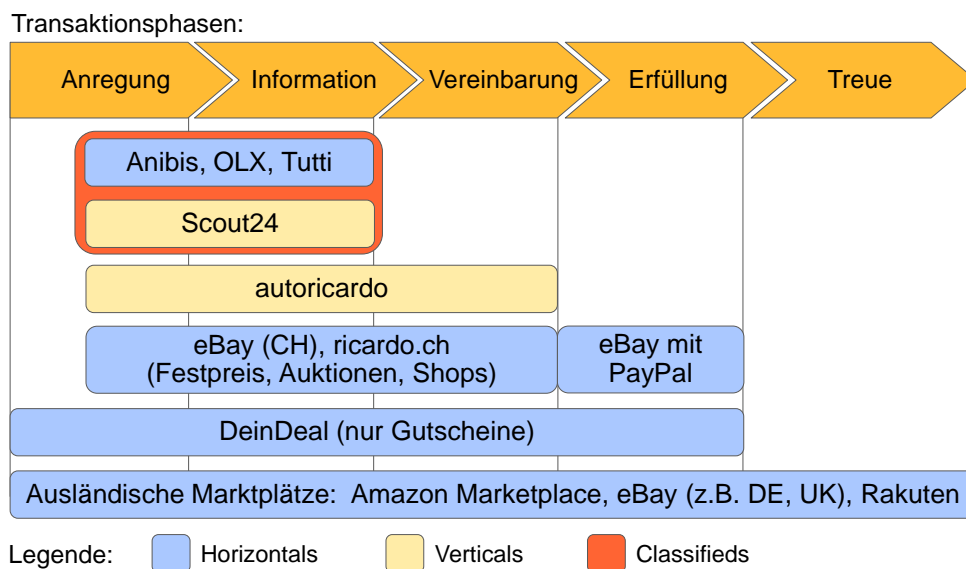 Transaktionsphasen:
Anregung
Information
Vereinbarung
Erfüllung
Treue
Anibis, OLX, Tutti
Scout24
autoricardo
eBay (CH), ricardo.ch
(Festpreis, Auktionen, Shops)
eBay mit
PayPal
DeinDeal (nur Gutscheine)
Ausländische Marktplätze: Amazon Marketplace, eBay (z.B. DE, UK), Rakuten
Legende:
Horizontals
Verticals
Classifieds